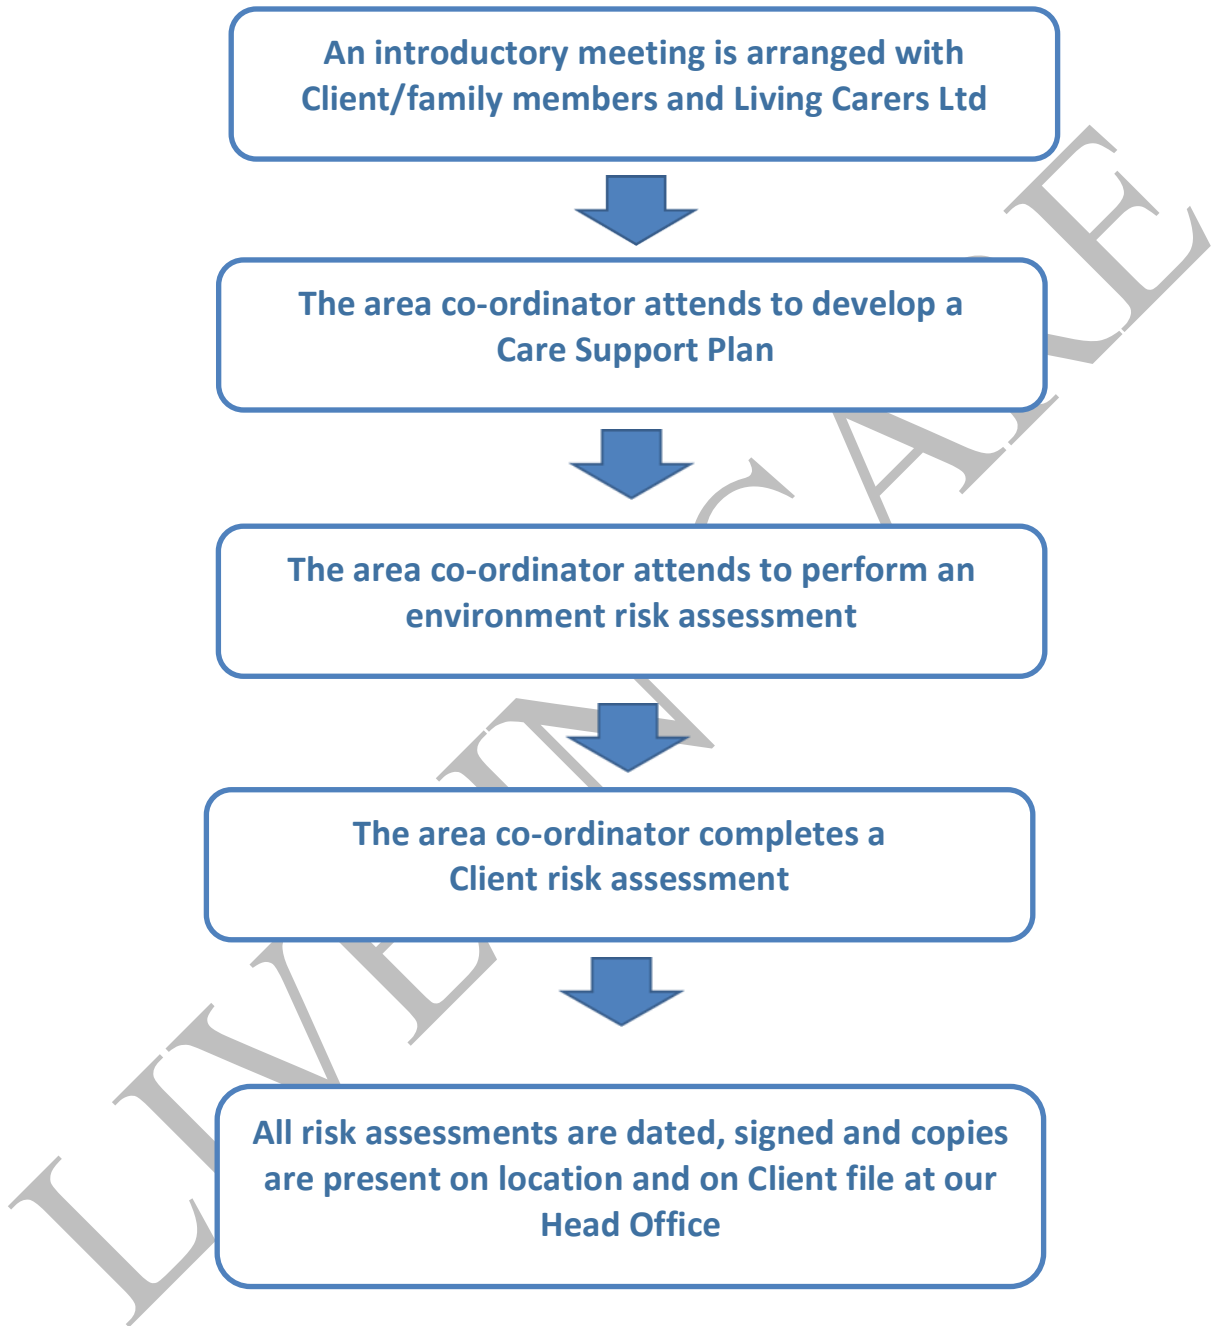 An introductory meeting is arranged with
Client/family members and Living Carers Ltd
The area co-ordinator attends to develop a
Care Support Plan
The area co-ordinator attends to perform an
environment risk assessment
The area co-ordinator completes a
Client risk assessment
All risk assessments are dated, signed and copies
are present on location and on Client file at our
Head Office
LIVE IN CARE